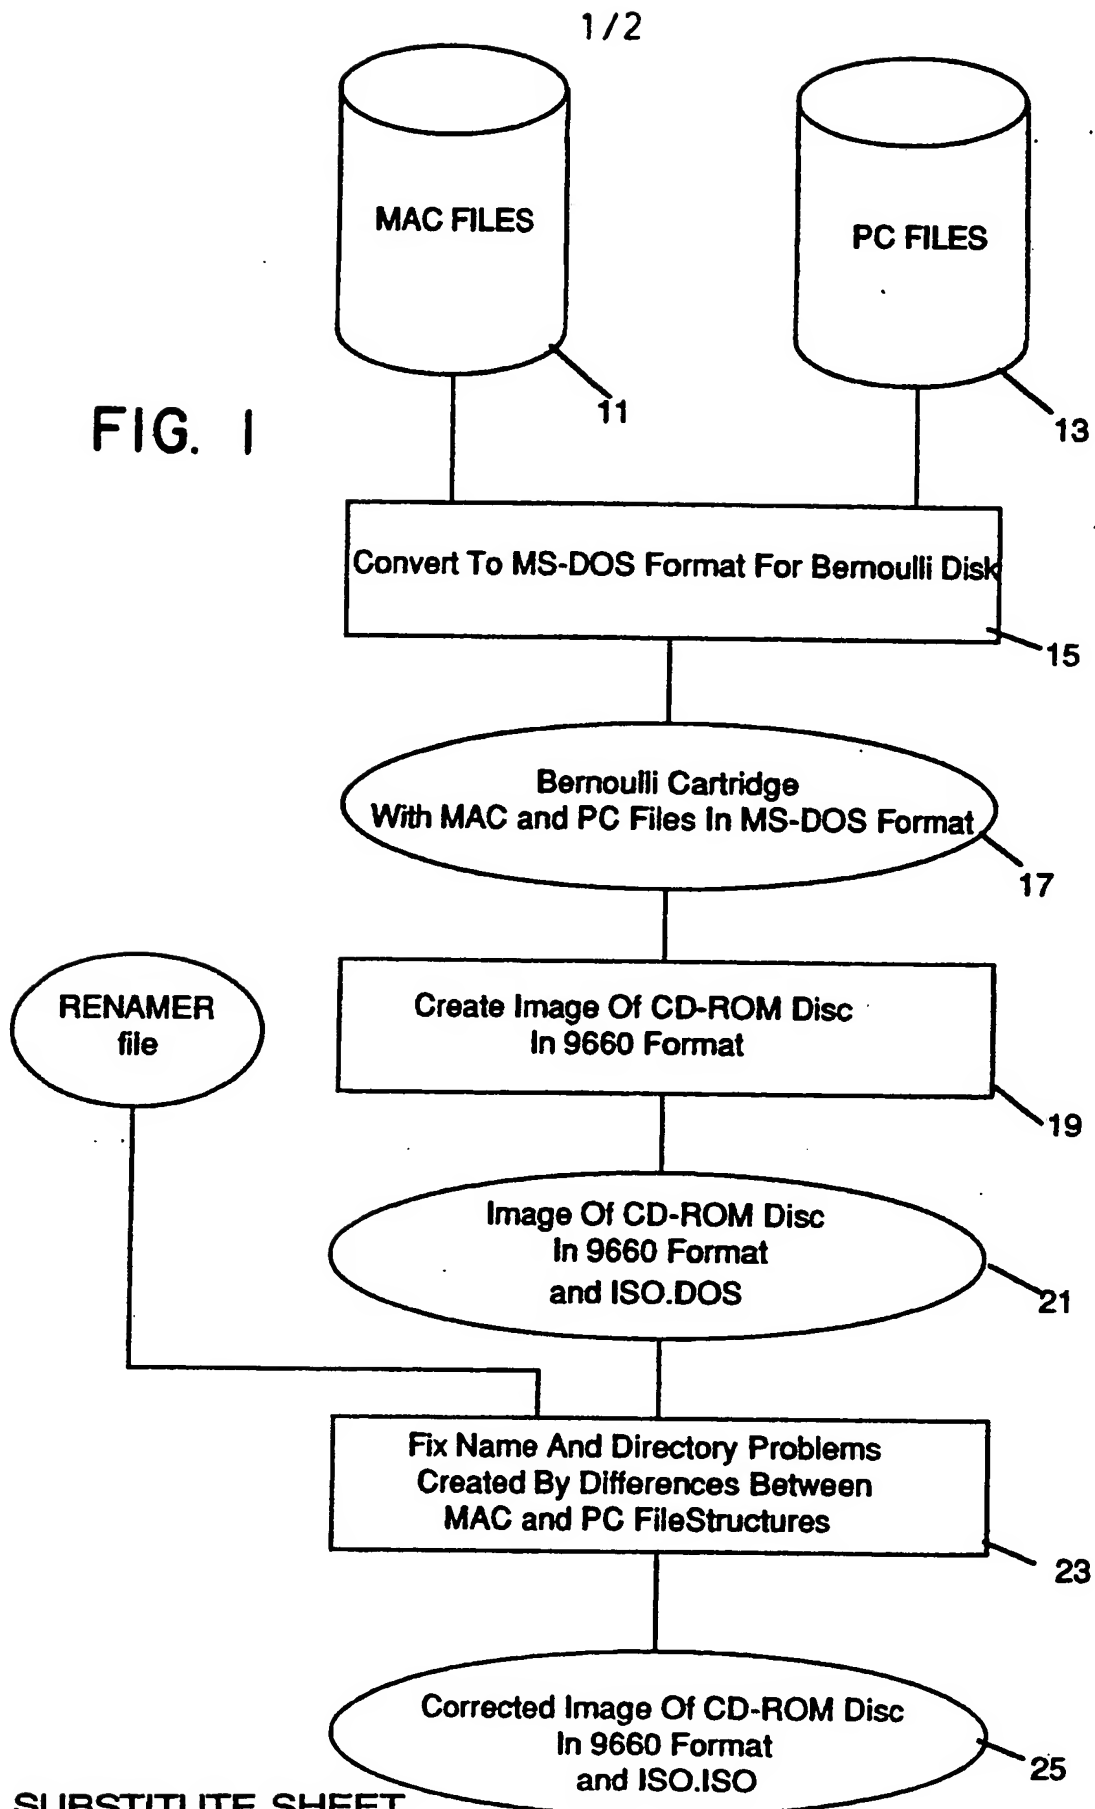 1/2
MAC FILES
PC FILES
11
13
FIG. 1
Convert To MS-DOS Format For Bernoulli Disk
15
Bernoulli Cartridge
With MAC and PC Files In MS-DOS Format
17
RENAMER
file
Create Image Of CD-ROM Disc
In 9660 Format
19
Image Of CD-ROM Disc
In 9660 Format
and ISO.DOS
21
Fix Name And Directory Problems
Created By Differences Between
MAC and PC FileStructures
23
Corrected Image Of CD-ROM Disc
In 9660 Format
and ISO.ISO
25
SUBSTITUTE SHEET